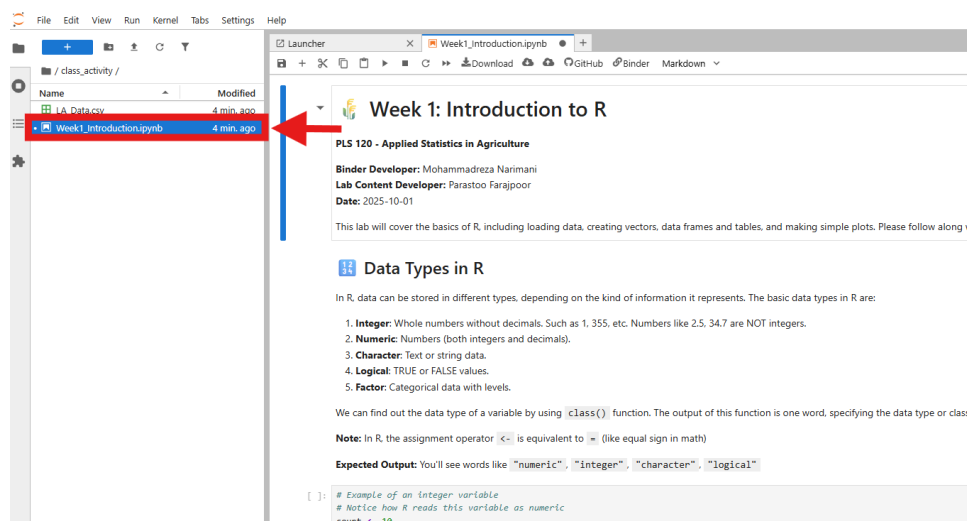 File Edit View Run Kernel Tabs Settings Help
Launcher
Week1_Introduction.ipynb
Download GitHub Binder Markdown
/ class_activity /
Name Modified
LA_Data.csv 4 min. ago
Week1_Introduction.ipynb 4 min. ago
Week 1: Introduction to R
PLS 120 - Applied Statistics in Agriculture
Binder Developer: Mohammadreza Narimani
Lab Content Developer: Parastoo Farajpoor
Date: 2025-10-01
This lab will cover the basics of R, including loading data, creating vectors, data frames and tables, and making simple plots. Please follow along
Data Types in R
In R, data can be stored in different types, depending on the kind of information it represents. The basic data types in R are:
1. Integer: Whole numbers without decimals. Such as 1, 355, etc. Numbers like 2.5, 34.7 are NOT integers.
2. Numeric: Numbers (both integers and decimals).
3. Character: Text or string data.
4. Logical: TRUE or FALSE values.
5. Factor: Categorical data with levels.
We can find out the data type of a variable by using class() function. The output of this function is one word, specifying the data type or
Note: In R, the assignment operator <- is equivalent to = (like equal sign in math)
Expected Output: You'll see words like "numeric", "integer", "character", "logical"
[ ]: # Example of an integer variable
# Notice how R reads this variable as numeric
count <- 10